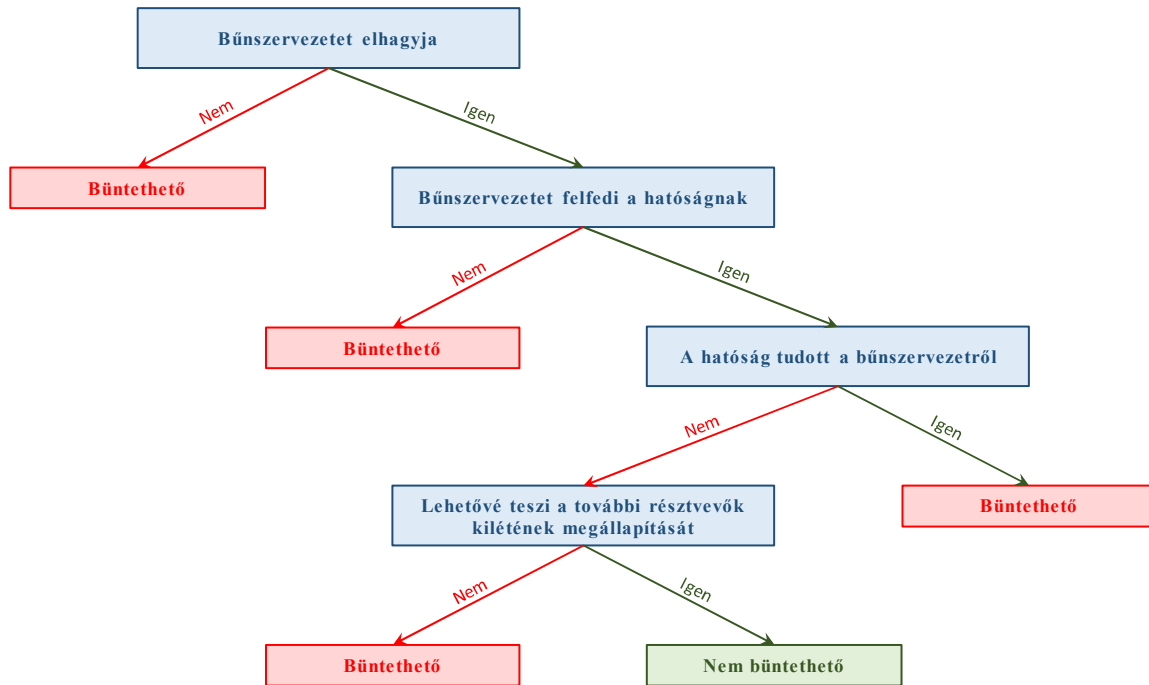 Bűnszervezetet elhagyja
Nem
Igen
Büntethető
Bűnszervezetet felfedi a hatóságnak
Nem
Igen
Büntethető
A hatóság tudott a bűnszervezetről
Nem
Igen
Lehetővé teszi a további résztvevők
kilétének megállapítását
Büntethető
Nem
Igen
Büntethető
Nem büntethető